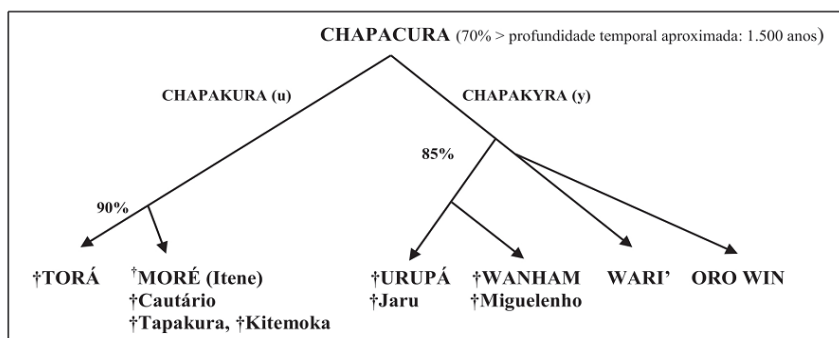 CHAPACURA (70% > profundidade temporal aproximada: 1.500 anos)
CHAPAKURA (u)
CHAPAKYRA (y)
85%
90%
†TORÁ
†MORÉ (Itene)
†Cautário
†Tapakura, †Kitemoka
†URUPÁ
†Jaru
†WANHAM
†Miguelenho
WARI’
ORO WIN